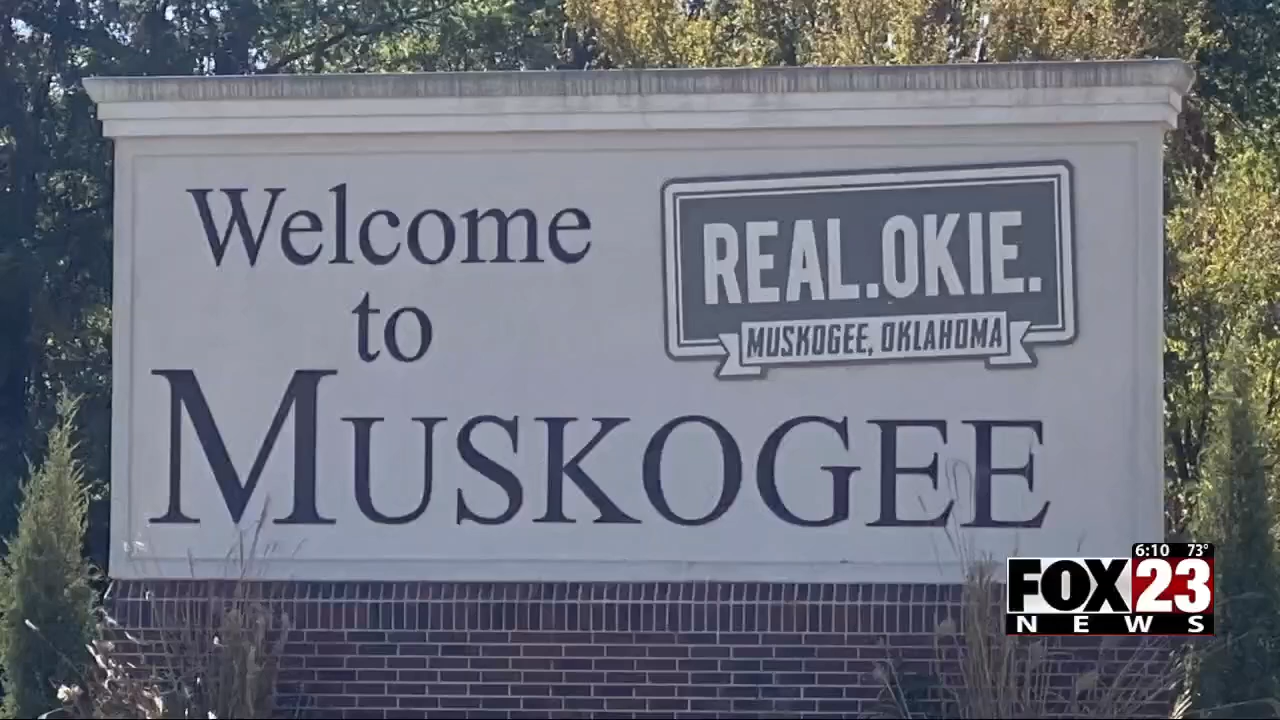 Welcome
to
MUSKOGEE
REAL.OKIE.
MUSKOGEE, OKLAHOMA
6:10 73°
FOX 23
NEWS